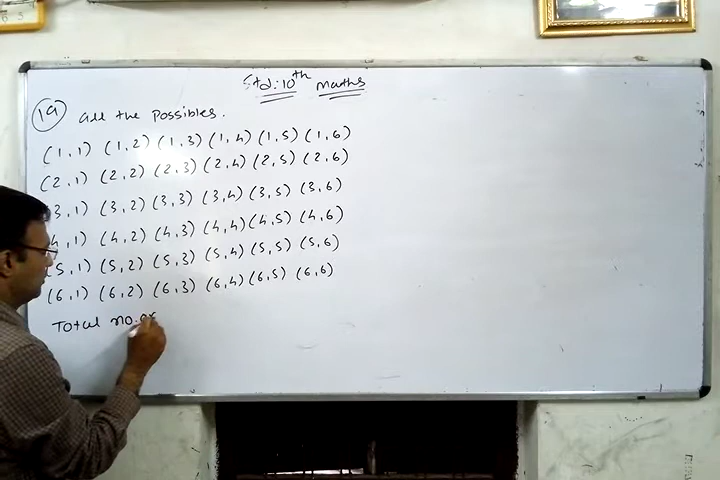 Std:10th maths
19 all the possibles.
(1,1) (1,2) (1,3) (1,4) (1,5) (1,6)
(2,1) (2,2) (2,3) (2,4) (2,5) (2,6)
3,1) (3,2) (3,3) (3,4) (3,5) (3,6)
4,1) (4,2) (4,3) (4,4) (4,5) (4,6)
(5,1) (5,2) (5,3) (5,4) (5,5) (5,6)
(6,1) (6,2) (6,3) (6,4) (6,5) (6,6)
Total no. of